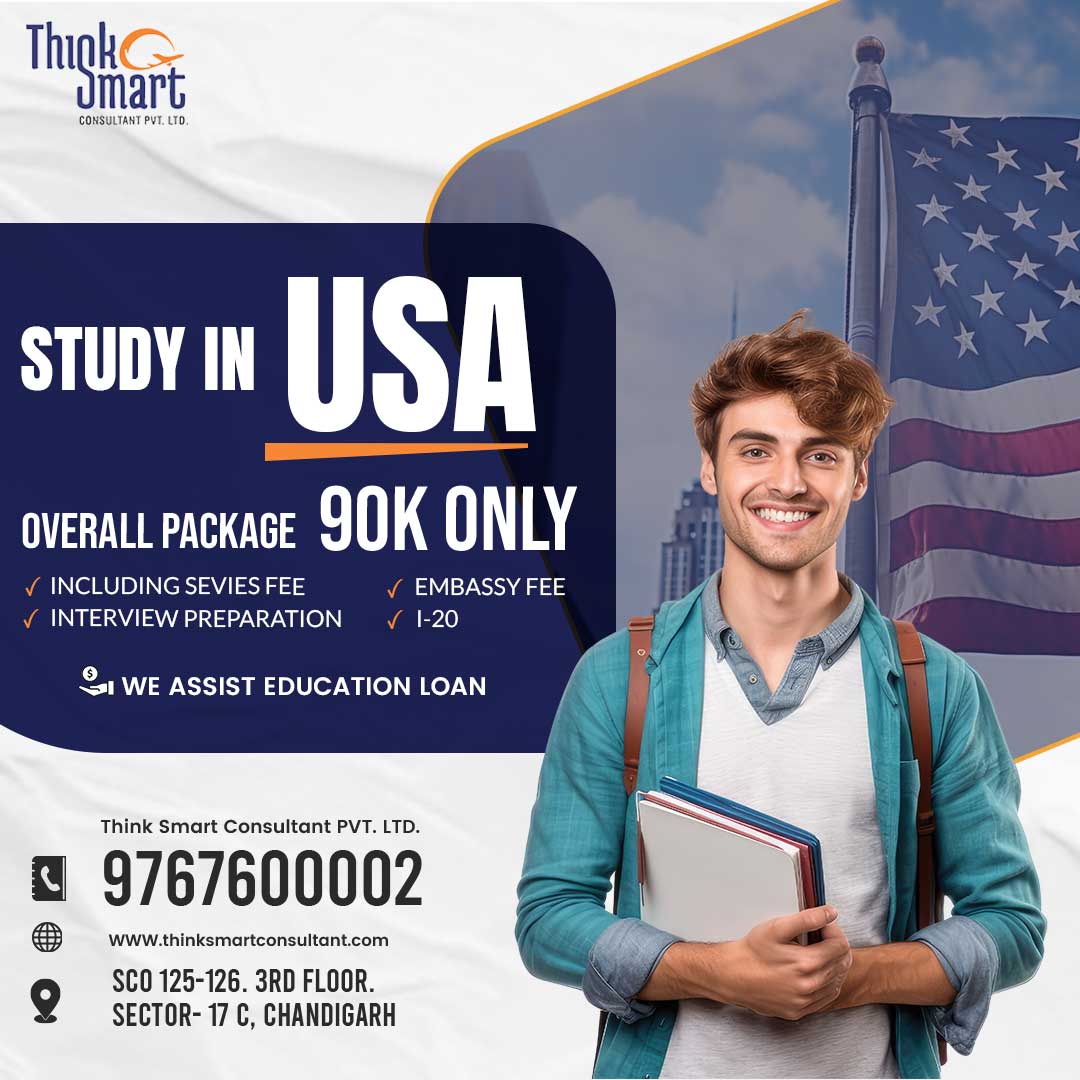 Think
Smart
CONSULTANT PVT. LTD.
STUDY IN USA
OVERALL PACKAGE 90K ONLY
✓ INCLUDING SEVIES FEE
✓ EMBASSY FEE
✓ INTERVIEW PREPARATION
✓ I-20
$
WE ASSIST EDUCATION LOAN
Think Smart Consultant PVT. LTD.
9767600002
www.thinksmartconsultant.com
SCO 125-126. 3RD FLOOR.
SECTOR- 17 C, CHANDIGARH